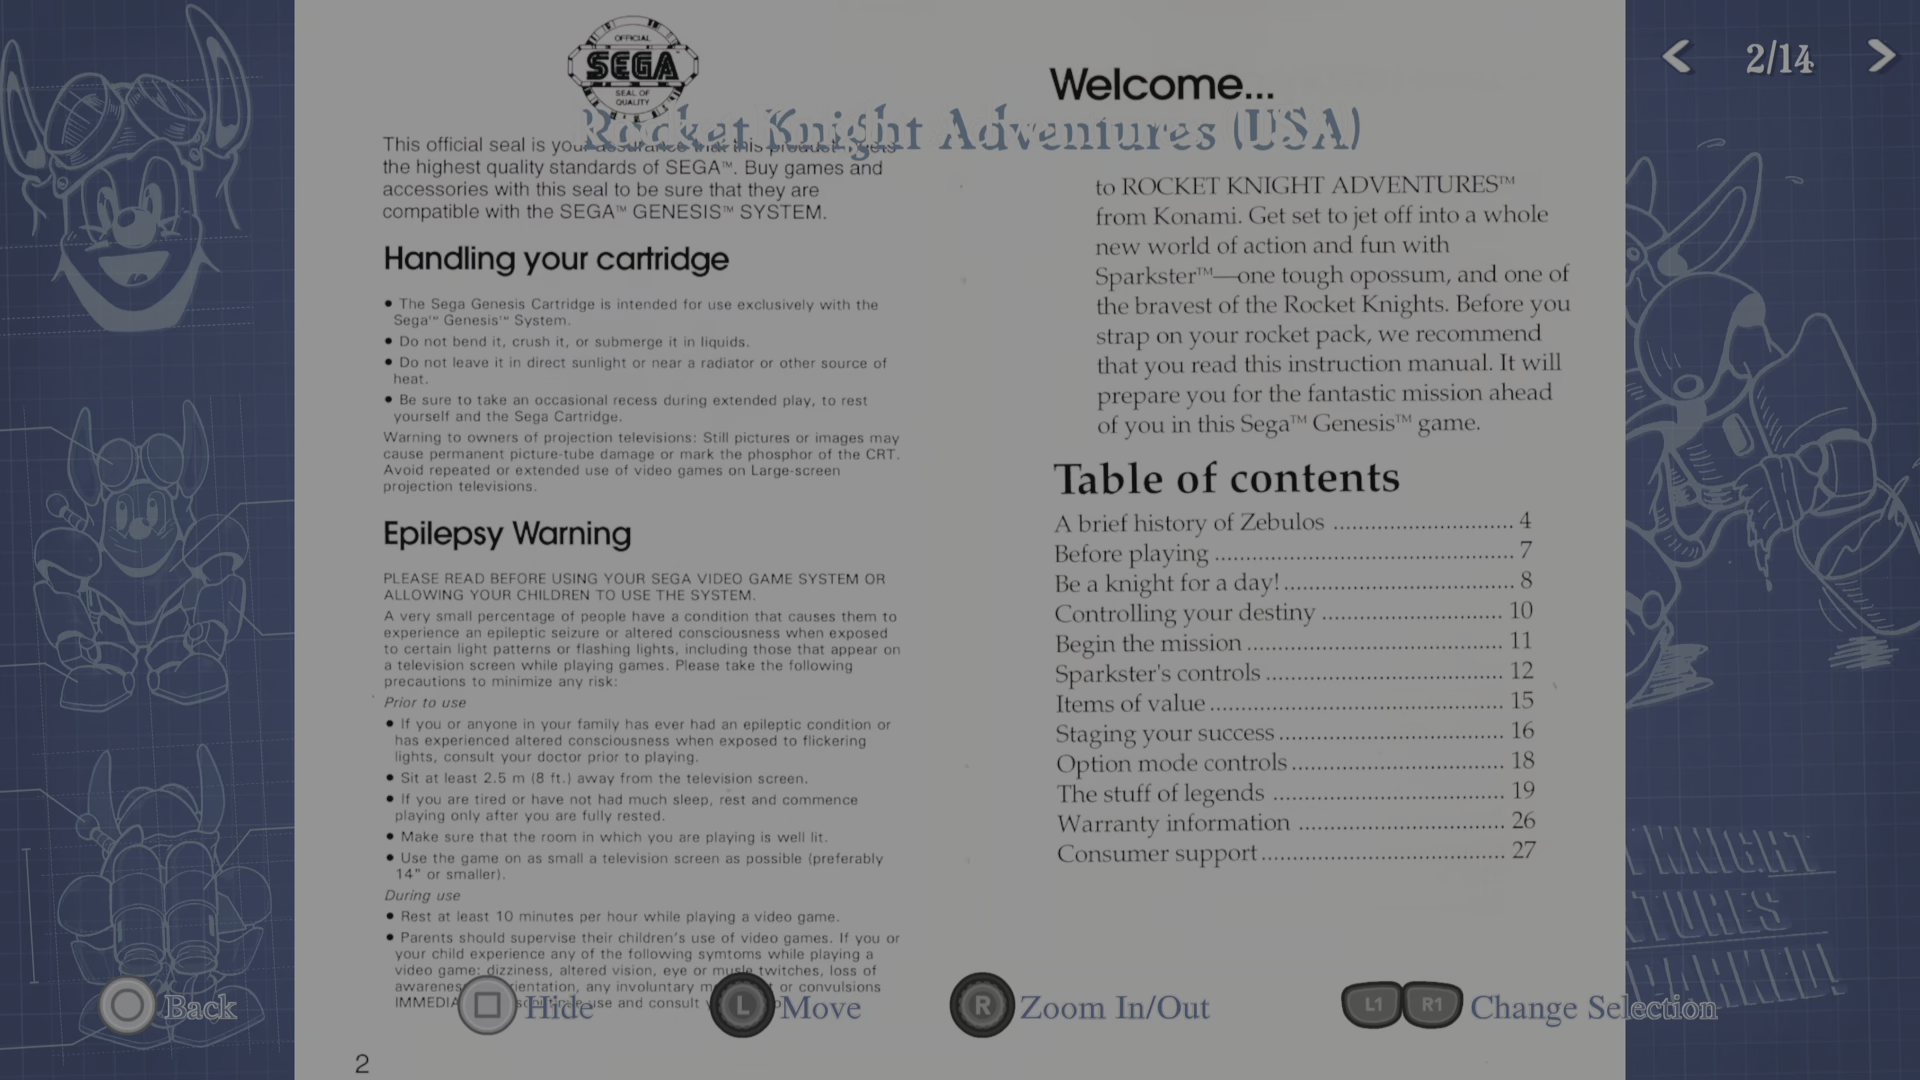 2/14
OFFICIAL
SEGA™
SEAL OF
QUALITY
Rocket Knight Adventures (USA)
This official seal is your assurance that this product
the highest quality standards of SEGA™. Buy games and
accessories with this seal to be sure that they are
compatible with the SEGA™ GENESIS™ SYSTEM.
Handling your cartridge
• The Sega Genesis Cartridge is intended for use exclusively with the
Sega™ Genesis™ System.
• Do not bend it, crush it, or submerge it in liquids.
• Do not leave it in direct sunlight or near a radiator or other source of
heat.
• Be sure to take an occasional recess during extended play, to rest
yourself and the Sega Cartridge.
Warning to owners of projection televisions: Still pictures or images may
cause permanent picture-tube damage or mark the phosphor of the CRT.
Avoid repeated or extended use of video games on Large-screen
projection televisions.
Epilepsy Warning
PLEASE READ BEFORE USING YOUR SEGA VIDEO GAME SYSTEM OR
ALLOWING YOUR CHILDREN TO USE THE SYSTEM.
A very small percentage of people have a condition that causes them to
experience an epileptic seizure or altered consciousness when exposed
to certain light patterns or flashing lights, including those that appear on
a television screen while playing games. Please take the following
precautions to minimize any risk:
Prior to use
• If you or anyone in your family has ever had an epileptic condition or
has experienced altered consciousness when exposed to flickering
lights, consult your doctor prior to playing.
• Sit at least 2.5 m (8 ft.) away from the television screen.
• If you are tired or have not had much sleep, rest and commence
playing only after you are fully rested.
• Make sure that the room in which you are playing is well lit.
• Use the game on as small a television screen as possible (preferably
14" or smaller).
During use
• Rest at least 10 minutes per hour while playing a video game.
• Parents should supervise their children's use of video games. If you or
your child experience any of the following symtoms while playing a
video game: dizziness, altered vision, eye or musle twitches, loss of
any involuntary or convulsions
use and consult
2
Welcome...
to ROCKET KNIGHT ADVENTURES™
from Konami. Get set to jet off into a whole
new world of action and fun with
Sparkster™—one tough opossum, and one of
the bravest of the Rocket Knights. Before you
strap on your rocket pack, we recommend
that you read this instruction manual. It will
prepare you for the fantastic mission ahead
of you in this Sega™ Genesis™ game.
Table of contents
A brief history of Zebulos ........................... 4
Before playing ............................................. 7
Be a knight for a day! .................................. 8
Controlling your destiny ........................... 10
Begin the mission ...................................... 11
Sparkster's controls ................................... 12
Items of value ............................................ 15
Staging your success .................................. 16
Option mode controls ................................ 18
The stuff of legends ................................... 19
Warranty information ............................... 26
Consumer support ..................................... 27
KNIGHT
TURES
Back
Hide
L Move
R Zoom In/Out
L1 R1 Change Selection